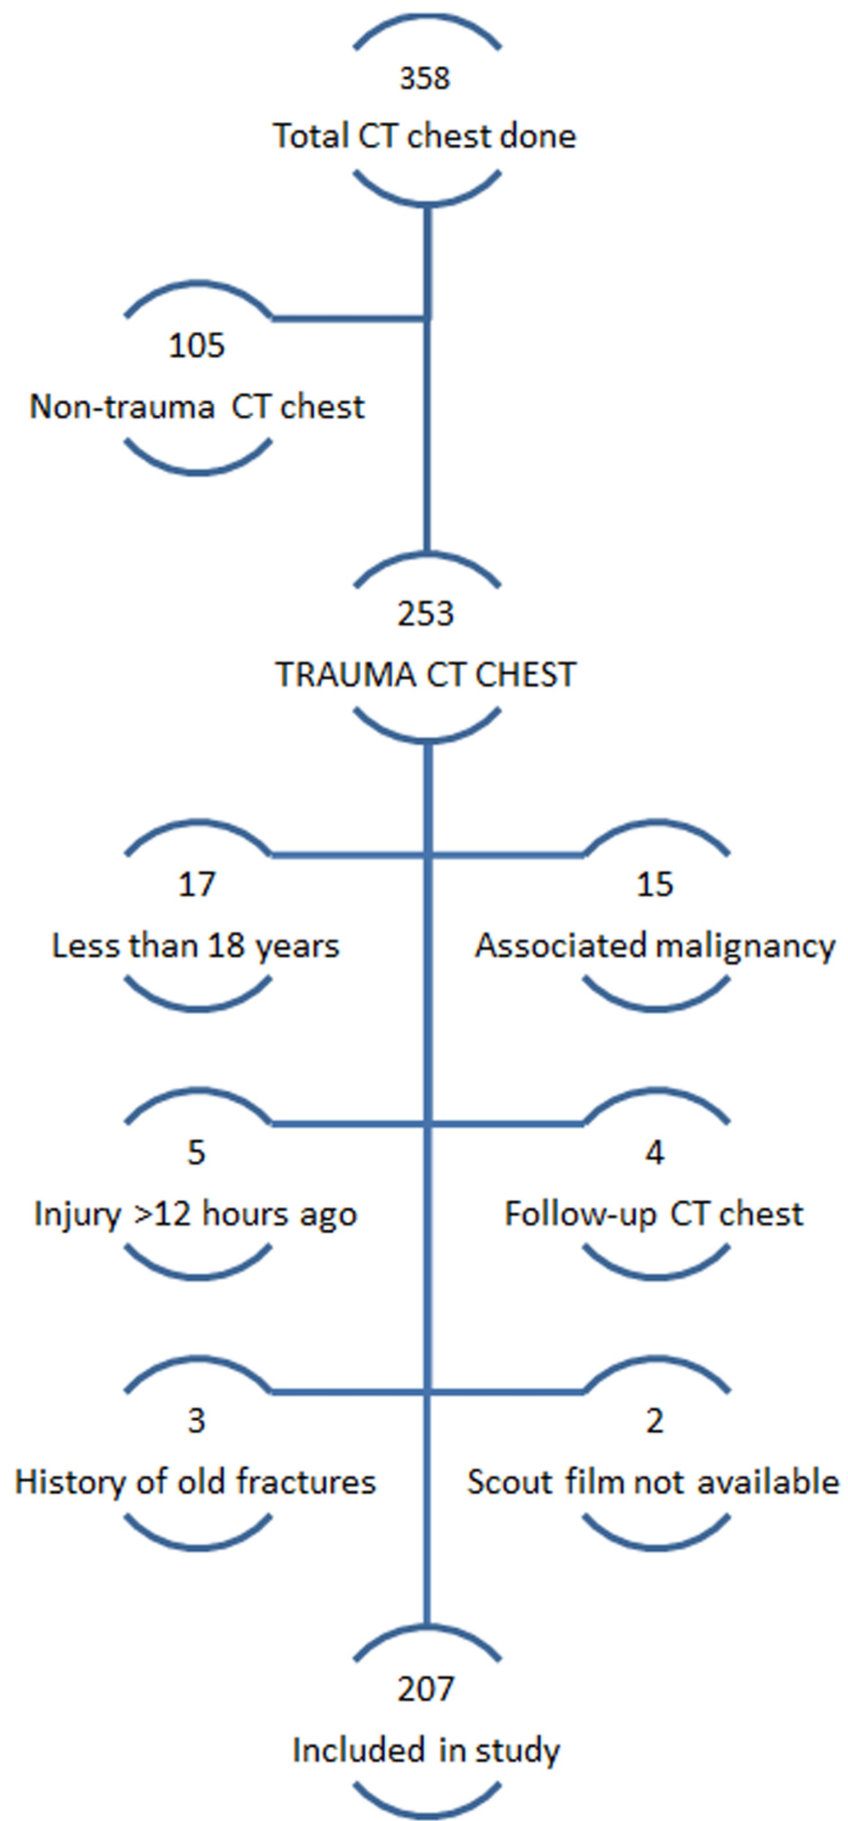 358
Total CT chest done
105
Non-trauma CT chest
253
TRAUMA CT CHEST
17
Less than 18 years
15
Associated malignancy
5
Injury >12 hours ago
4
Follow-up CT chest
3
History of old fractures
2
Scout film not available
207
Included in study